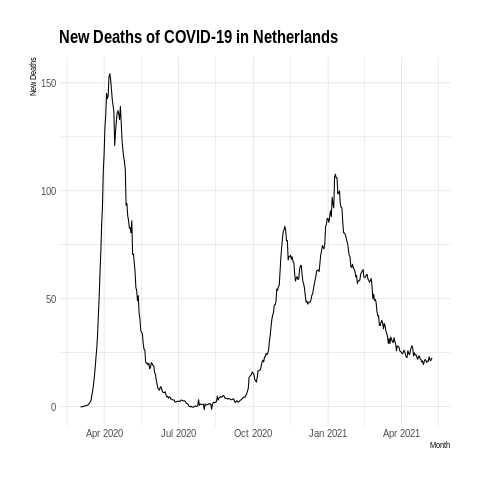 New Deaths of COVID-19 in Netherlands
New Deaths
150
100
50
0
Apr 2020 Jul 2020 Oct 2020 Jan 2021 Apr 2021
Month